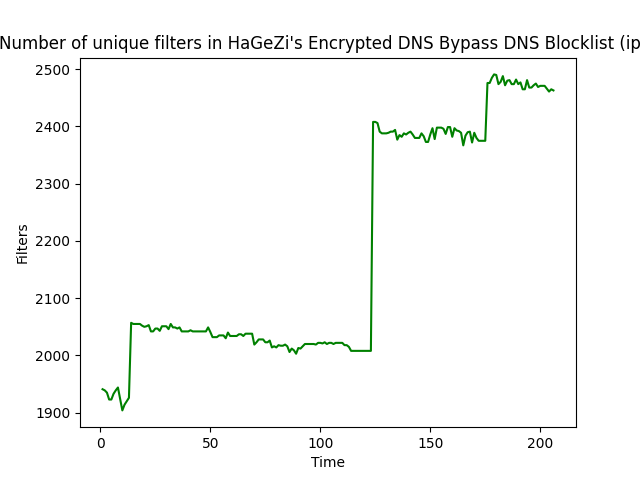 Number of unique filters in HaGeZi's Encrypted DNS Bypass DNS Blocklist (ip
2500
2400
2300
2200
2100
2000
1900
Filters
0 50 100 150 200
Time